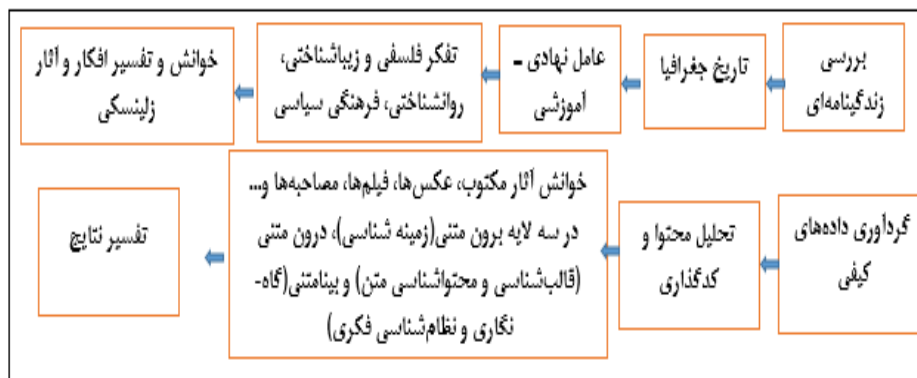 بررسی
زندگینامه‌ای
تاریخ جغرافیا
عامل نهادی –
آموزشی
تفکر فلسفی و زیباشناختی،
روانشناختی، فرهنگی سیاسی
خوانش و تفسیر افکار و آثار
زلینسکی
گردآوری داده‌های
کیفی
تحلیل محتوا و
کدگذاری
خوانش آثار مکتوب، عکس‌ها، فیلم‌ها، مصاحبه‌ها و...
در سه لایه برون متنی(زمینه شناسی)، درون متنی
(قالب‌شناسی و محتواشناسی متن) و بینامتنی(گاه-
نگاری و نظام‌شناسی فکری)
تفسیر نتایج